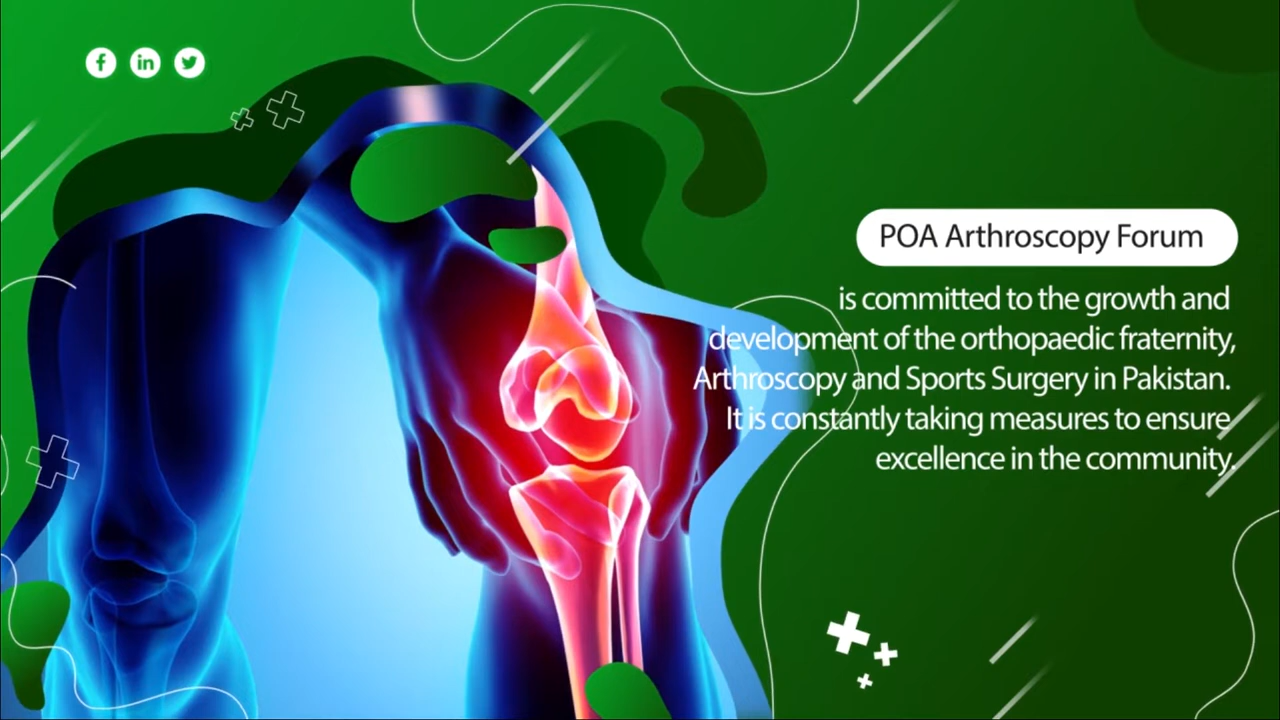 POA Arthroscopy Forum
is committed to the growth and
development of the orthopaedic fraternity,
Arthroscopy and Sports Surgery in Pakistan.
It is constantly taking measures to ensure
excellence in the community.